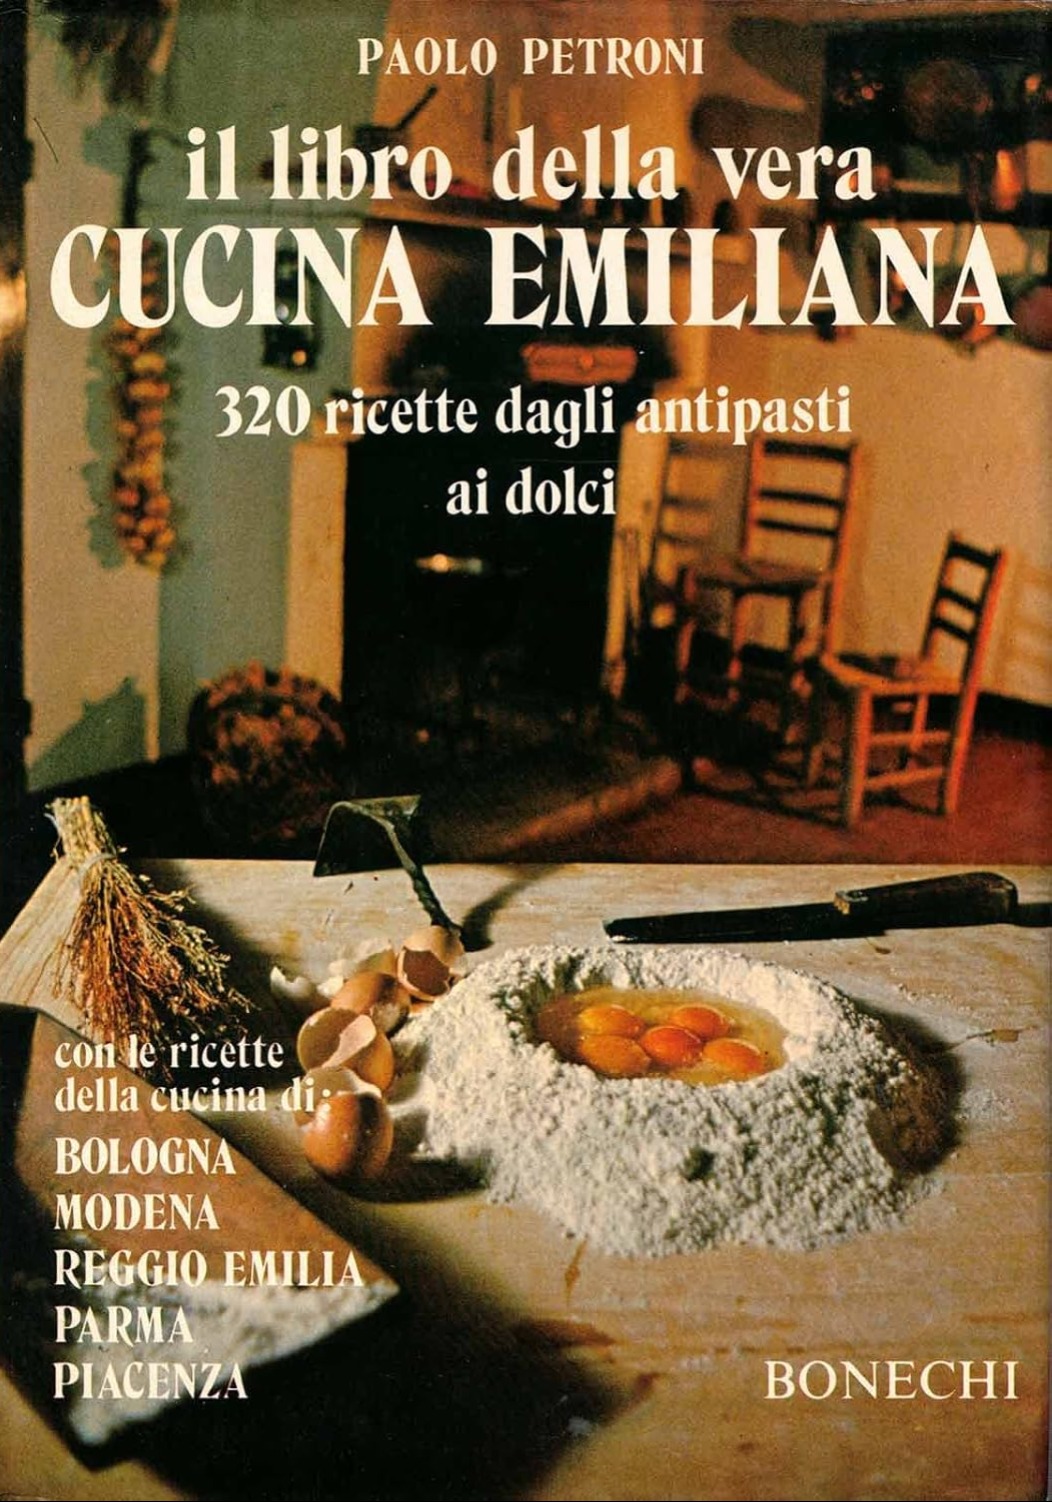 PAOLO PETRONI
il libro della vera
CUCINA EMILIANA
320 ricette dagli antipasti
ai dolci
con le ricette
della cucina di:
BOLOGNA
MODENA
REGGIO EMILIA
PARMA
PIACENZA
BONECHI